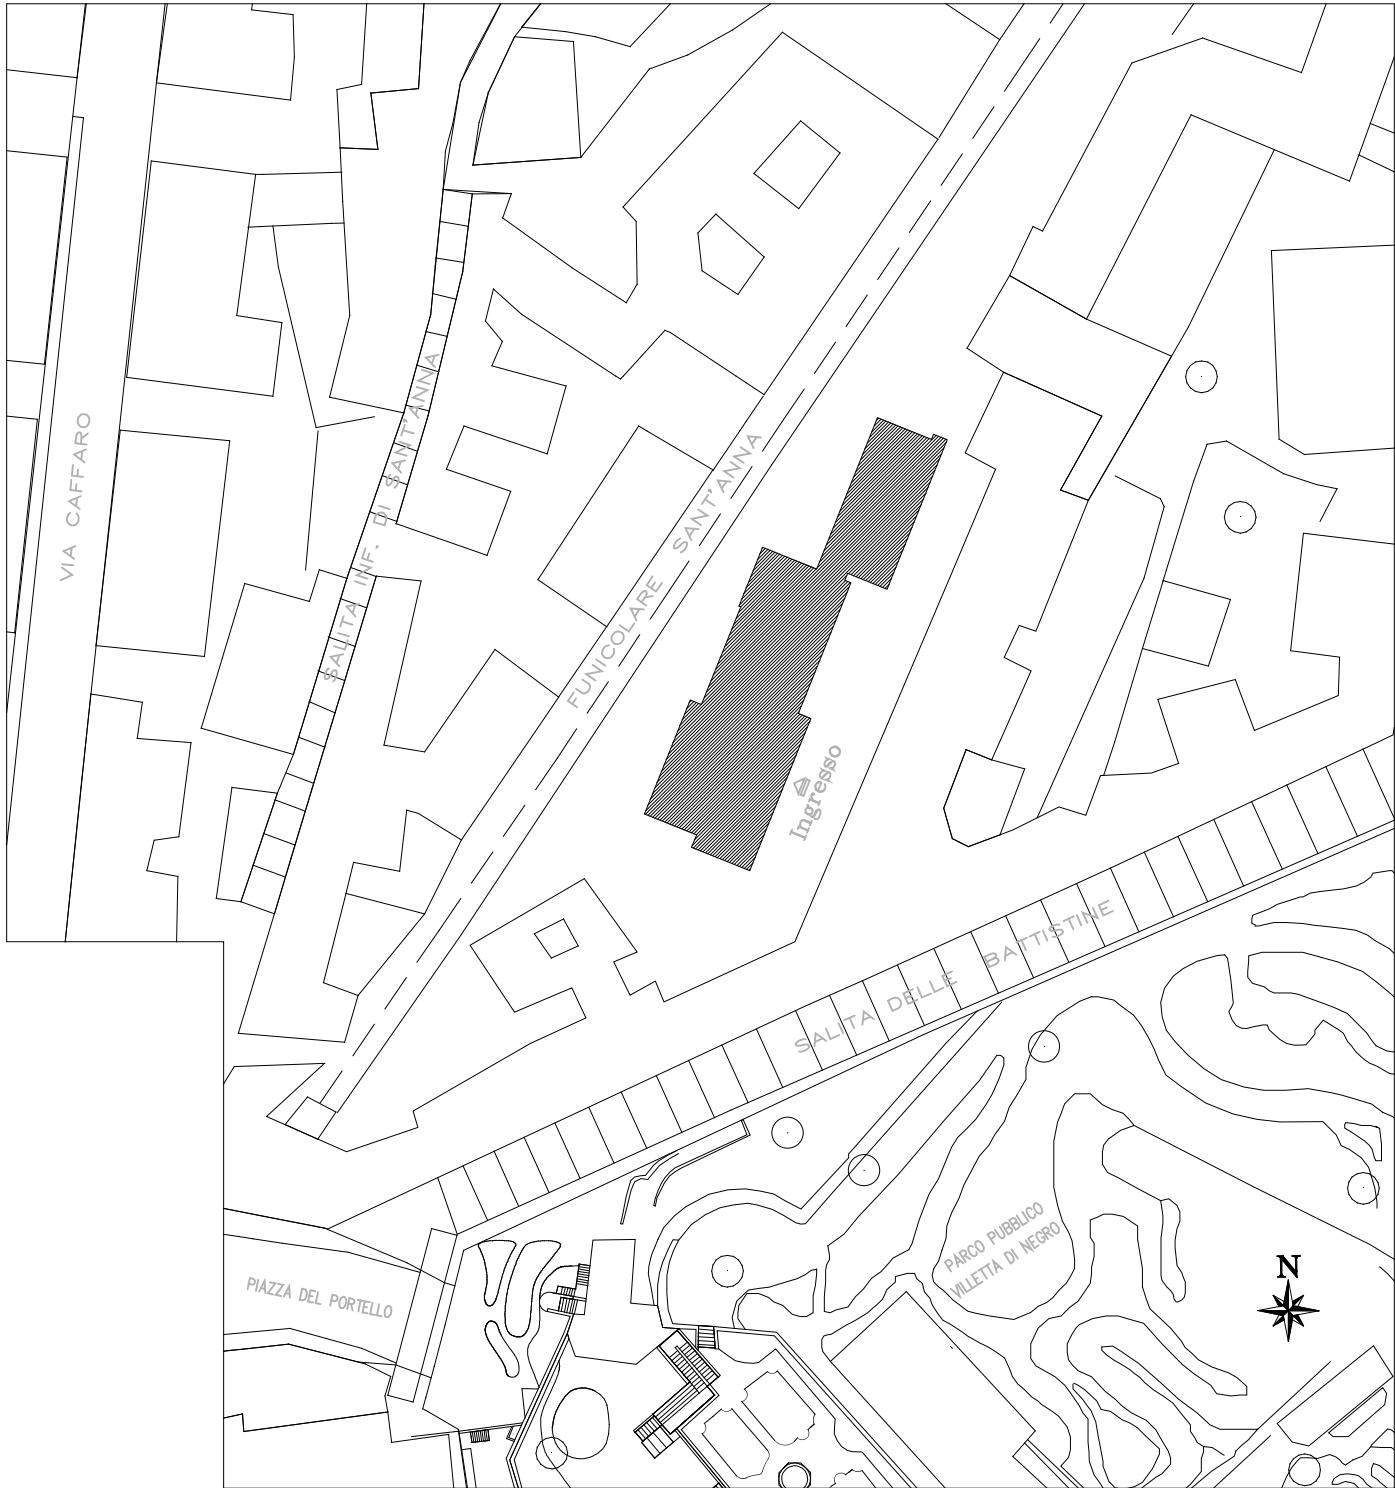 VIA CAFFARO
SALITA INF. DI SANT'ANNA
FUNICOLARE SANT'ANNA
Ingresso
SALITA DELLE BATTISTINE
PARCO PUBBLICO
VILLETTA DI NEGRO
PIAZZA DEL PORTELLO
N